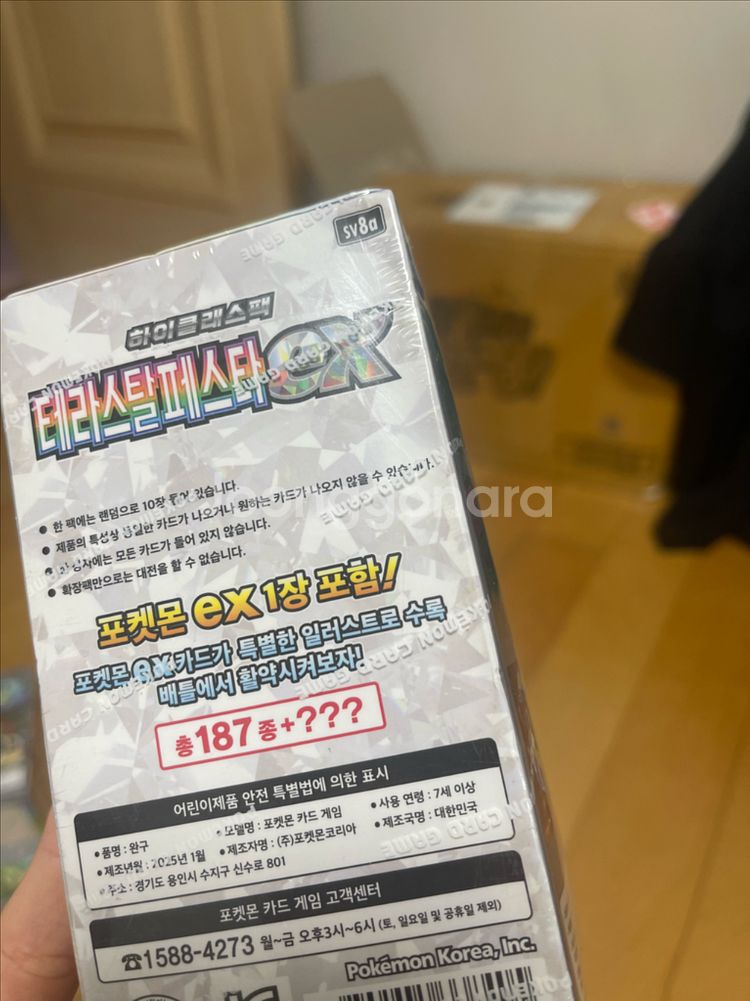 sv8a
하이클래스팩
테라스탈페스타ex
● 한 팩에는 랜덤으로 10장 들어 있습니다.
● 제품의 특성상 동일한 카드가 나오거나 원하는 카드가 나오지 않을 수 있습니다.
● 상자에는 모든 카드가 들어 있지 않습니다.
● 확장팩만으로는 대전을 할 수 없습니다.
포켓몬 ex 1장 포함!
포켓몬 ex 카드가 특별한 일러스트로 수록
배틀에서 활약시켜보자!
총 187종+???
어린이제품 안전 특별법에 의한 표시
● 품명 : 완구 ● 모델명 : 포켓몬 카드 게임 ● 사용 연령 : 7세 이상
● 제조년월 : 2025년 1월 ● 제조자명 : (주)포켓몬코리아 ● 제조국명 : 대한민국
● 주소 : 경기도 용인시 수지구 신수로 801
포켓몬 카드 게임 고객센터
☎1588-4273 월~금 오후3시~6시 (토, 일요일 및 공휴일 제외)
Pokémon Korea, Inc.
POKÉMON CARD GAME